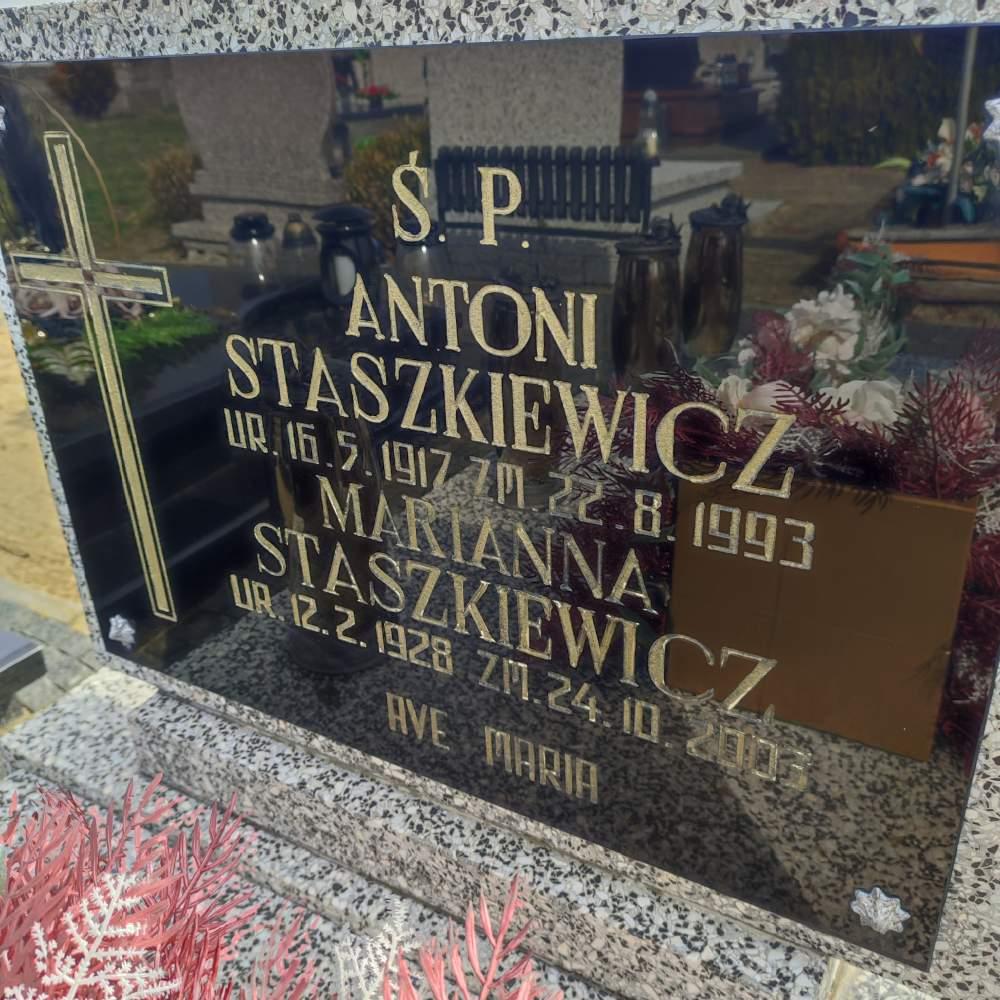 Ś. P.
ANTONI
STASZKIEWICZ
UR. 16. 5. 1917 ZM. 22. 8. 1993
MARIANNA
STASZKIEWICZ
UR. 12. 2. 1928 ZM. 24. 10. 2003
AVE MARIA